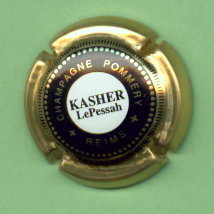 CHAMPAGNE POMMERY
KASHER
LePessah
+ REIMS +